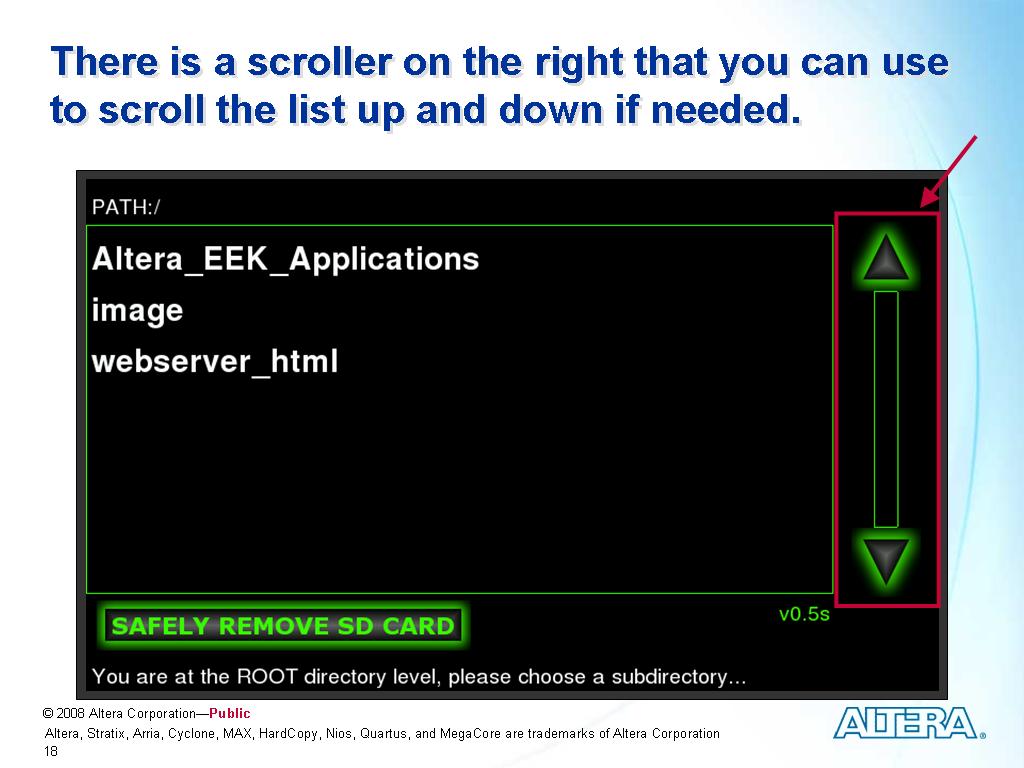 There is a scroller on the right that you can use
to scroll the list up and down if needed.
PATH:/
Altera_EEK_Applications
image
webserver_html
v0.5s
SAFELY REMOVE SD CARD
You are at the ROOT directory level, please choose a subdirectory...
© 2008 Altera Corporation—Public
Altera, Stratix, Arria, Cyclone, MAX, HardCopy, Nios, Quartus, and MegaCore are trademarks of Altera Corporation
18
ALTERA®